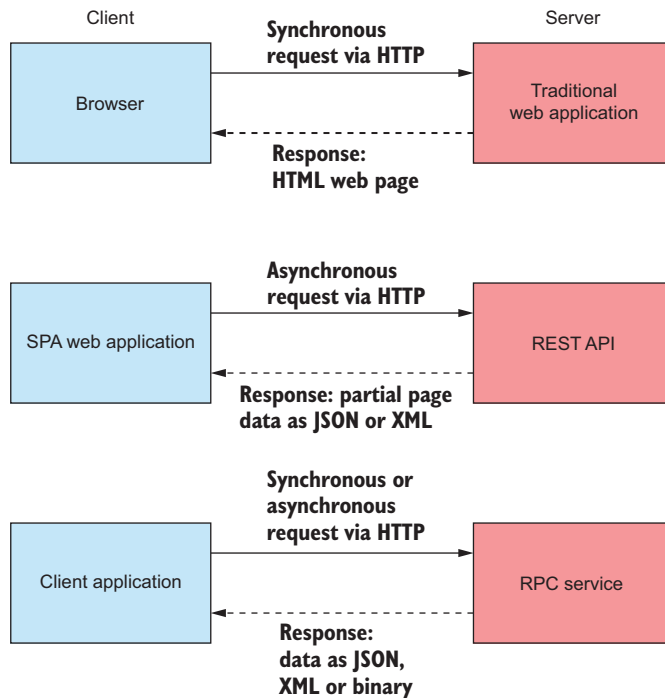 Client
Server
Synchronous
request via HTTP
Browser
Traditional
web application
Response:
HTML web page
Asynchronous
request via HTTP
SPA web application
REST API
Response: partial page
data as JSON or XML
Synchronous or
asynchronous
request via HTTP
Client application
RPC service
Response:
data as JSON,
XML or binary